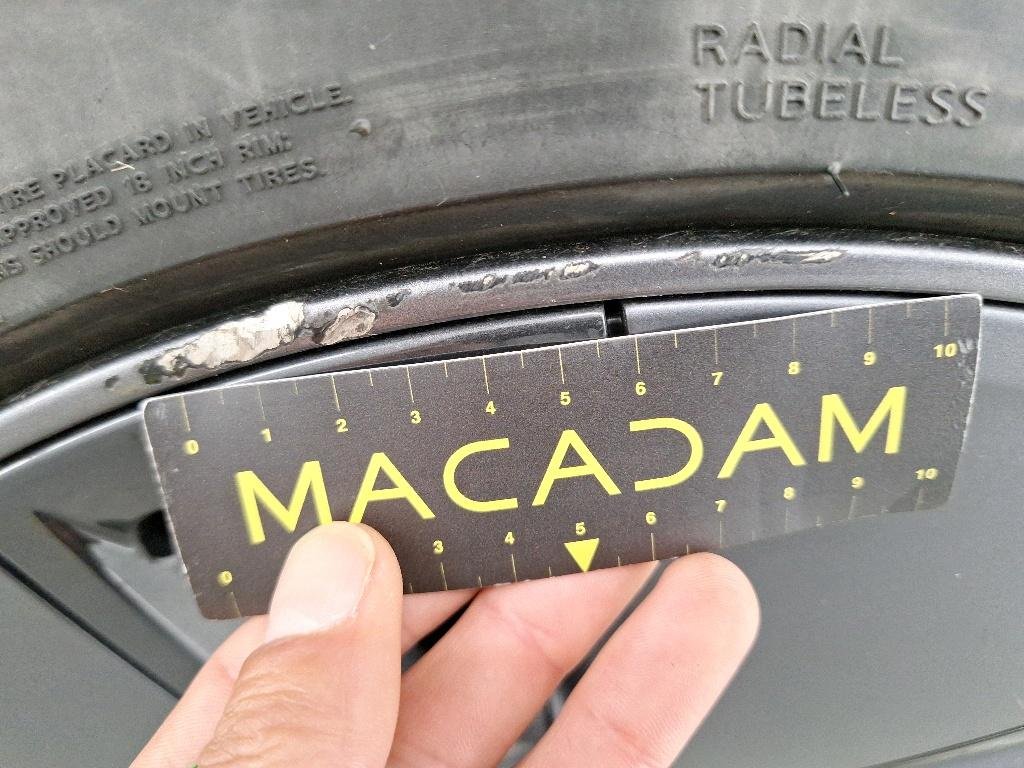 RADIAL
TUBELESS
PLACARD IN VEHICLE.
APPROVED 18 INCH RIM:
SHOULD MOUNT TIRES.
0 1 2 3 4 5 6 7 8 9 10
MACADAM
0 3 4 5 6 7 8 9 10